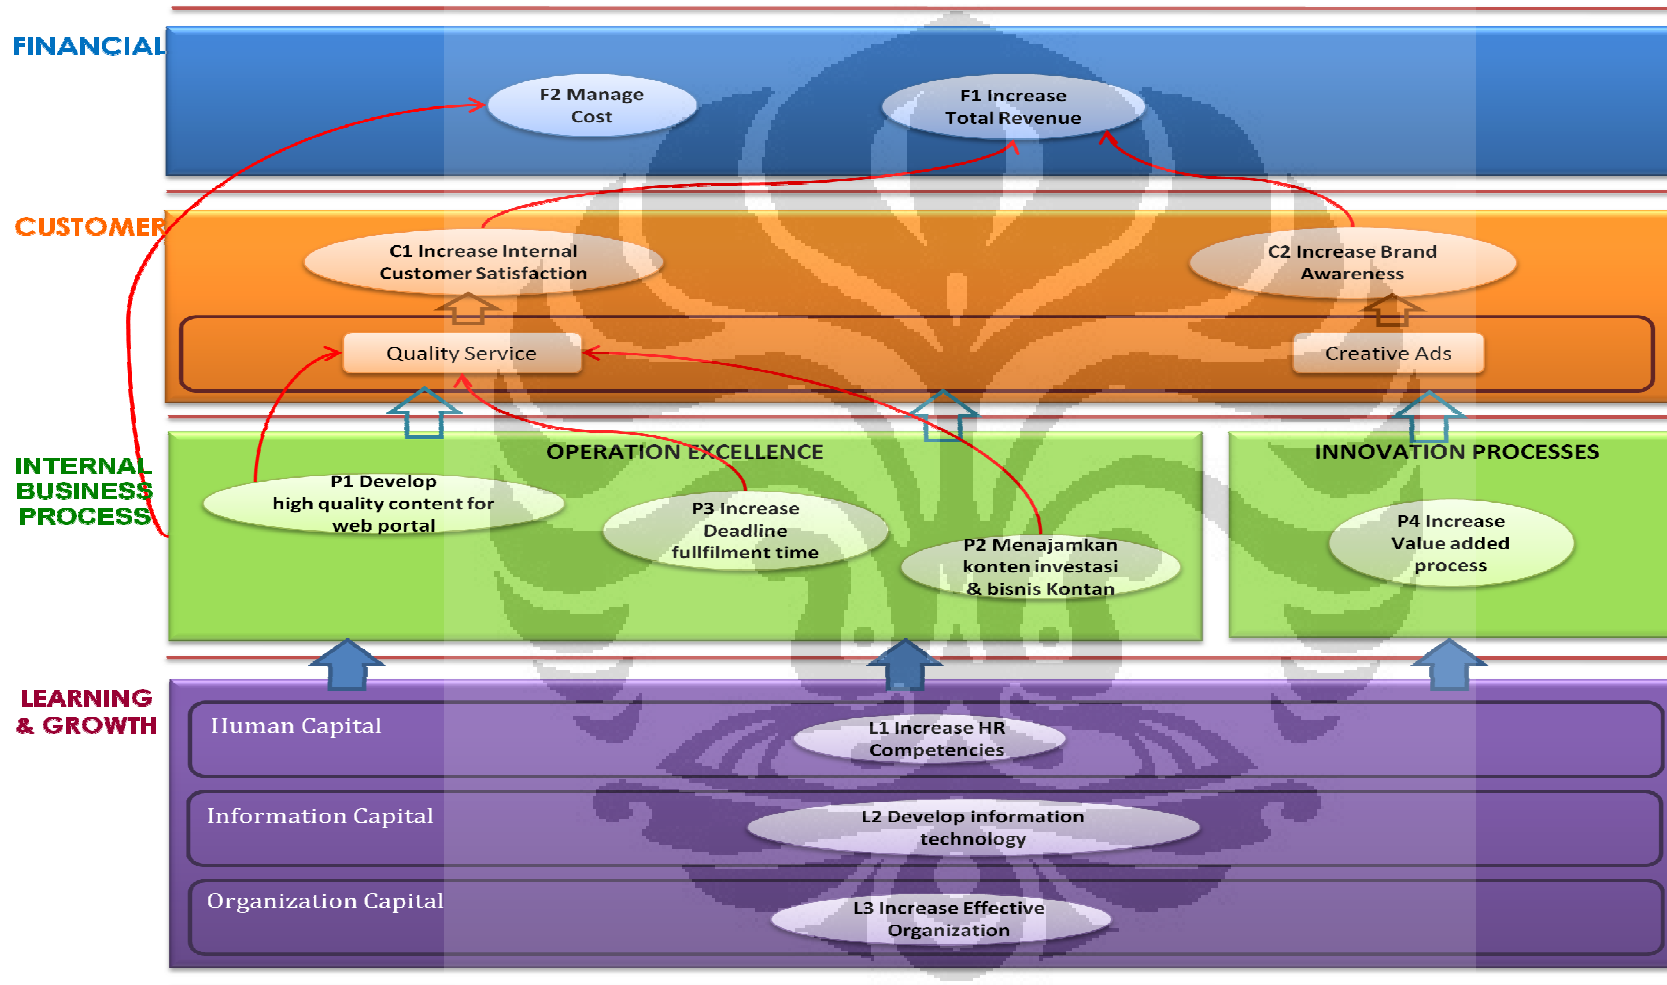 FINANCIAL
F2 Manage
Cost
F1 Increase
Total Revenue
CUSTOMER
C1 Increase Internal
Customer Satisfaction
C2 Increase Brand
Awareness
Quality Service
Creative Ads
INTERNAL
BUSINESS
PROCESS
OPERATION EXCELLENCE
P1 Develop
high quality content for
web portal
P3 Increase
Deadline
fullfilment time
P2 Menajamkan
konten investasi
& bisnis Kontan
INNOVATION PROCESSES
P4 Increase
Value added
process
LEARNING
& GROWTH
Human Capital
L1 Increase HR
Competencies
Information Capital
L2 Develop information
technology
Organization Capital
L3 Increase Effective
Organization